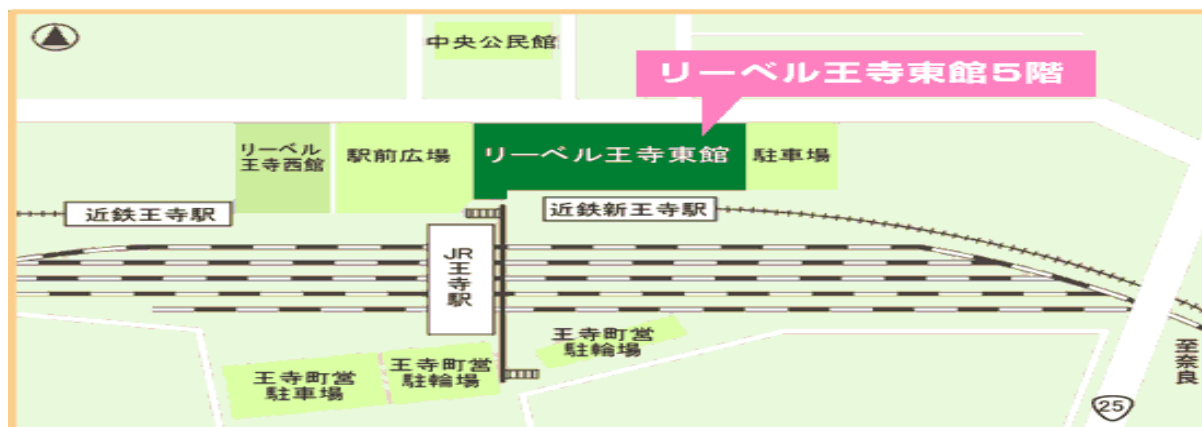 中央公民館
リーベル王寺東館5階
リーベル
王寺西館
駅前広場
リーベル王寺東館
駐車場
近鉄王寺駅
近鉄新王寺駅
JR王寺駅
王寺町営
駐輪場
王寺町営
駐車場
王寺町営
駐輪場
至奈良
25